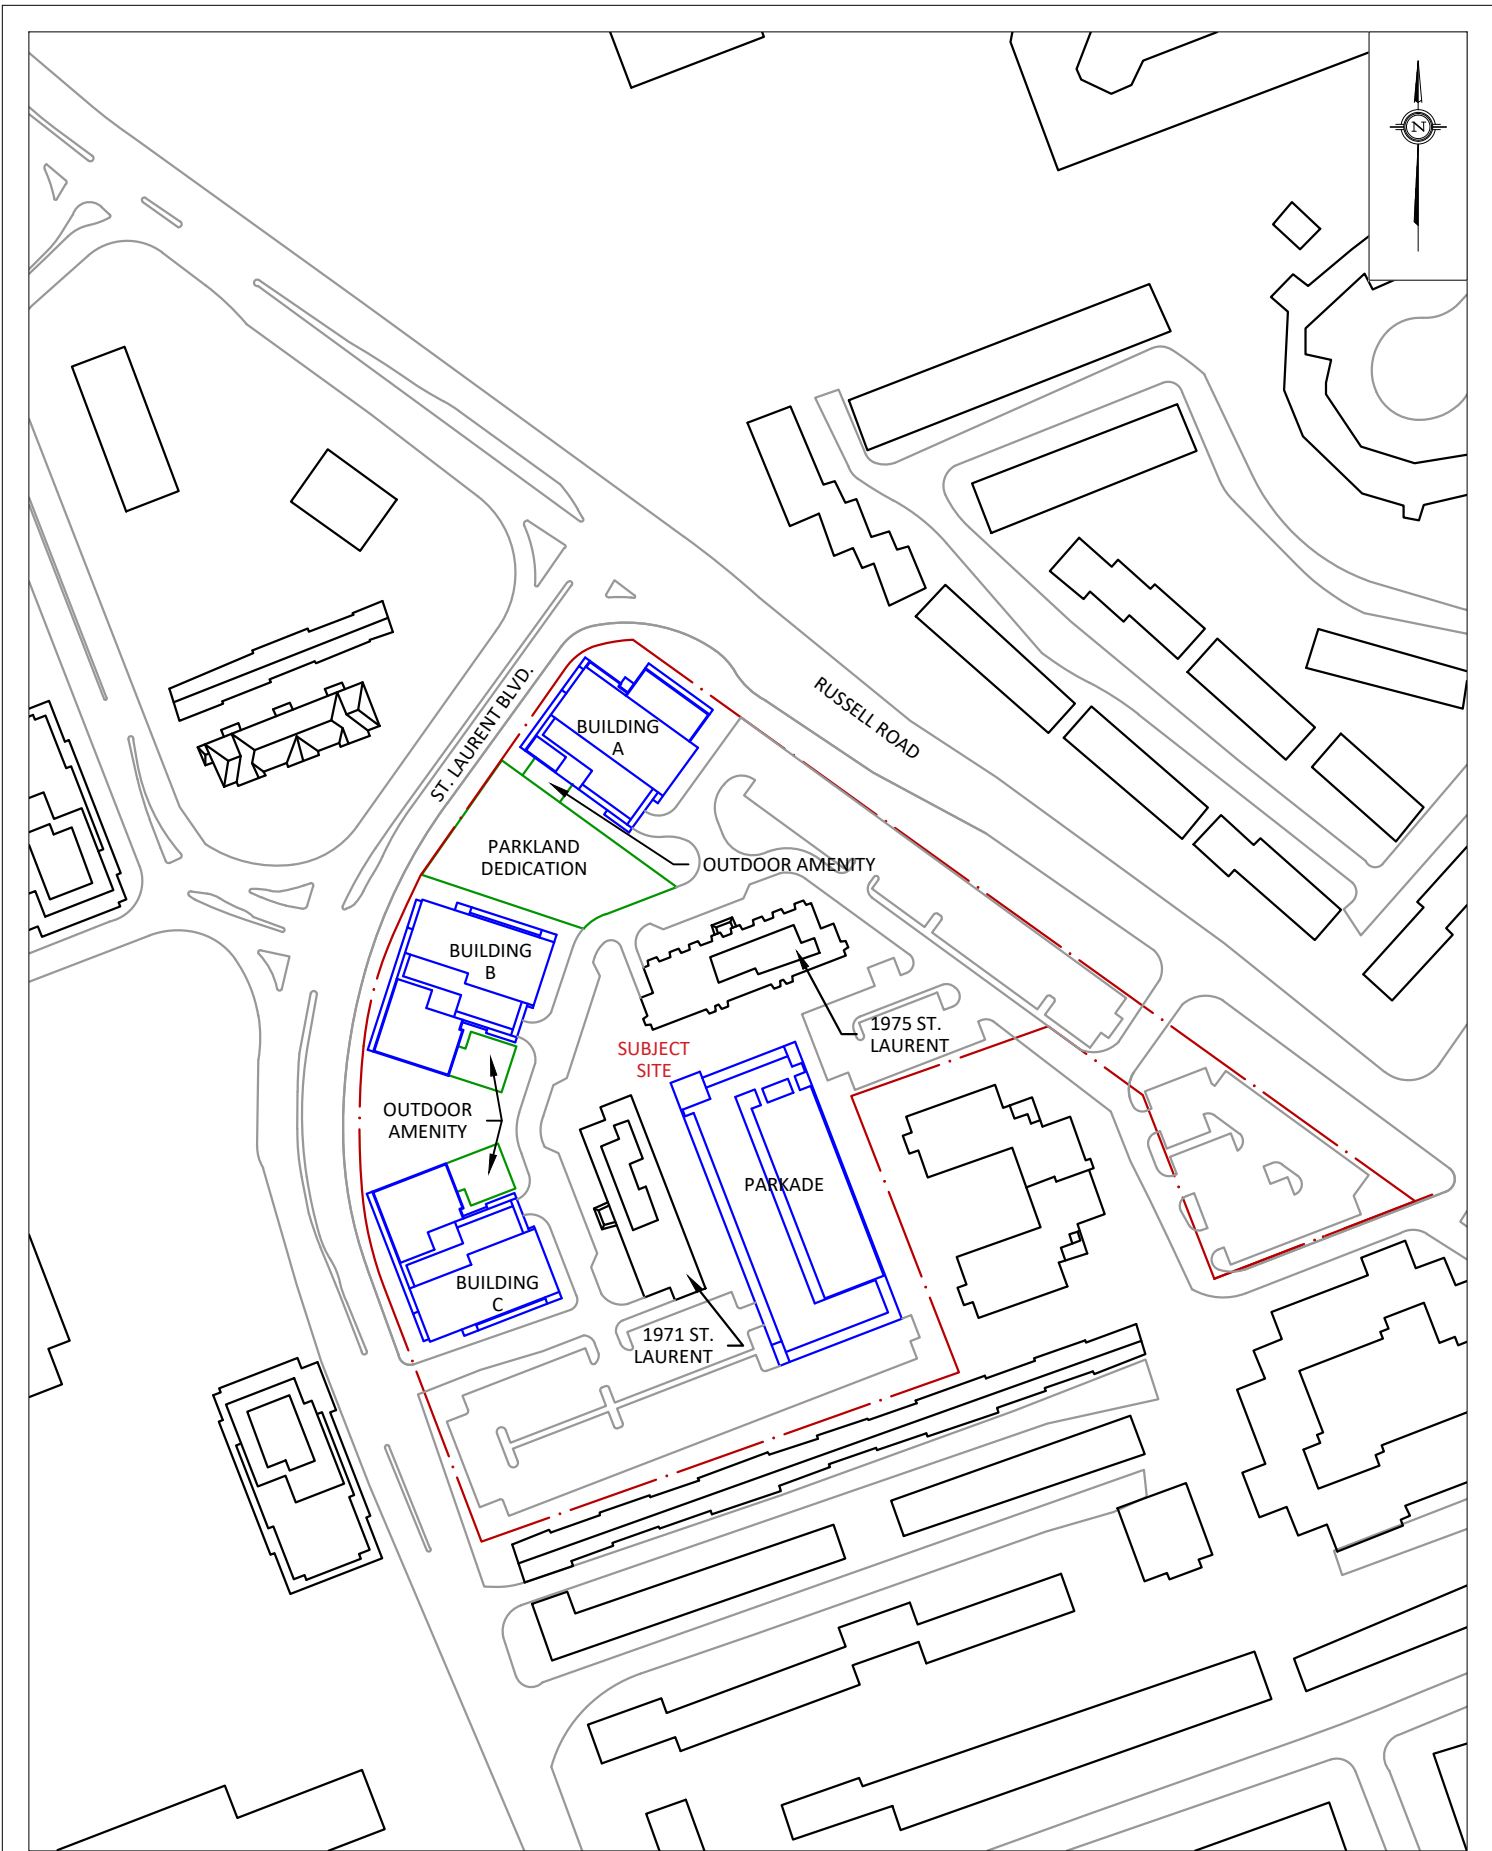 N
ST. LAURENT BLVD.
RUSSELL ROAD
BUILDING
A
PARKLAND
DEDICATION
OUTDOOR AMENITY
BUILDING
B
1975 ST.
LAURENT
SUBJECT
SITE
OUTDOOR
AMENITY
PARKADE
BUILDING
C
1971 ST.
LAURENT